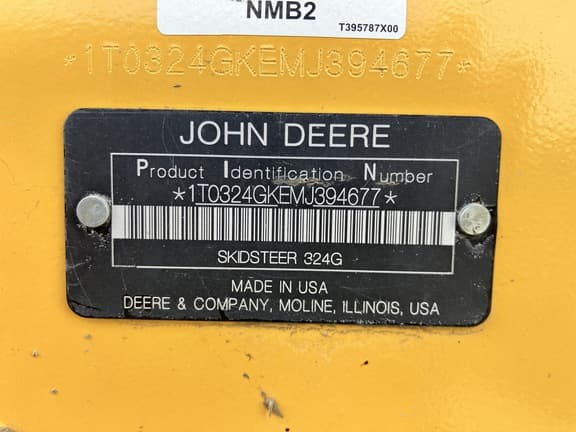 NMB2
T395787X00
*1T0324GKEMJ394677*
JOHN DEERE
Product Identification Number
*1T0324GKEMJ394677*
SKIDSTEER 324G
MADE IN USA
DEERE & COMPANY, MOLINE, ILLINOIS, USA